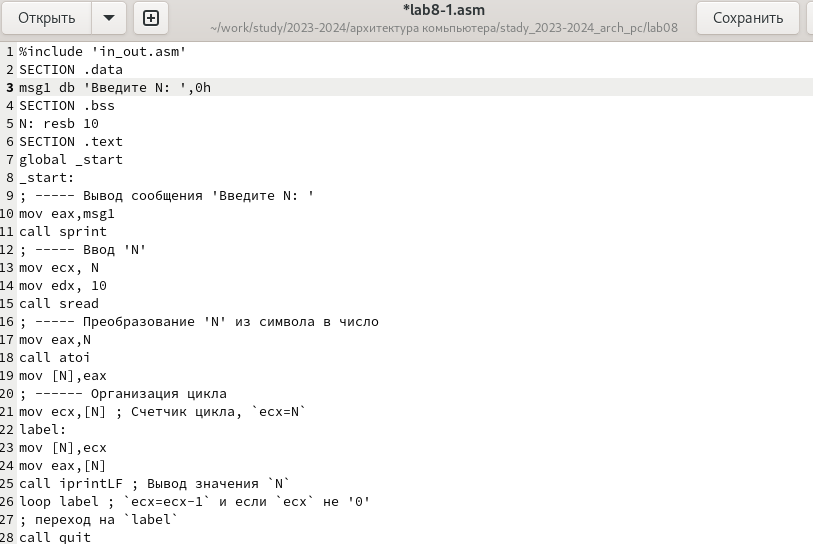 Открыть
*lab8-1.asm
~/work/study/2023-2024/архитектура комьпьютера/stady_2023-2024_arch_pc/lab08
Сохранить
1 %include 'in_out.asm'
2 SECTION .data
3 msg1 db 'Введите N: ',0h
4 SECTION .bss
5 N: resb 10
6 SECTION .text
7 global _start
8 _start:
9 ; ----- Вывод сообщения 'Введите N: '
10 mov eax,msg1
11 call sprint
12 ; ----- Ввод 'N'
13 mov ecx, N
14 mov edx, 10
15 call sread
16 ; ----- Преобразование 'N' из символа в число
17 mov eax,N
18 call atoi
19 mov [N],eax
20 ; ------ Организация цикла
21 mov ecx,[N] ; Счетчик цикла, `ecx=N`
22 label:
23 mov [N],ecx
24 mov eax,[N]
25 call iprintLF ; Вывод значения `N`
26 loop label ; `ecx=ecx-1` и если `ecx` не '0'
27 ; переход на `label`
28 call quit